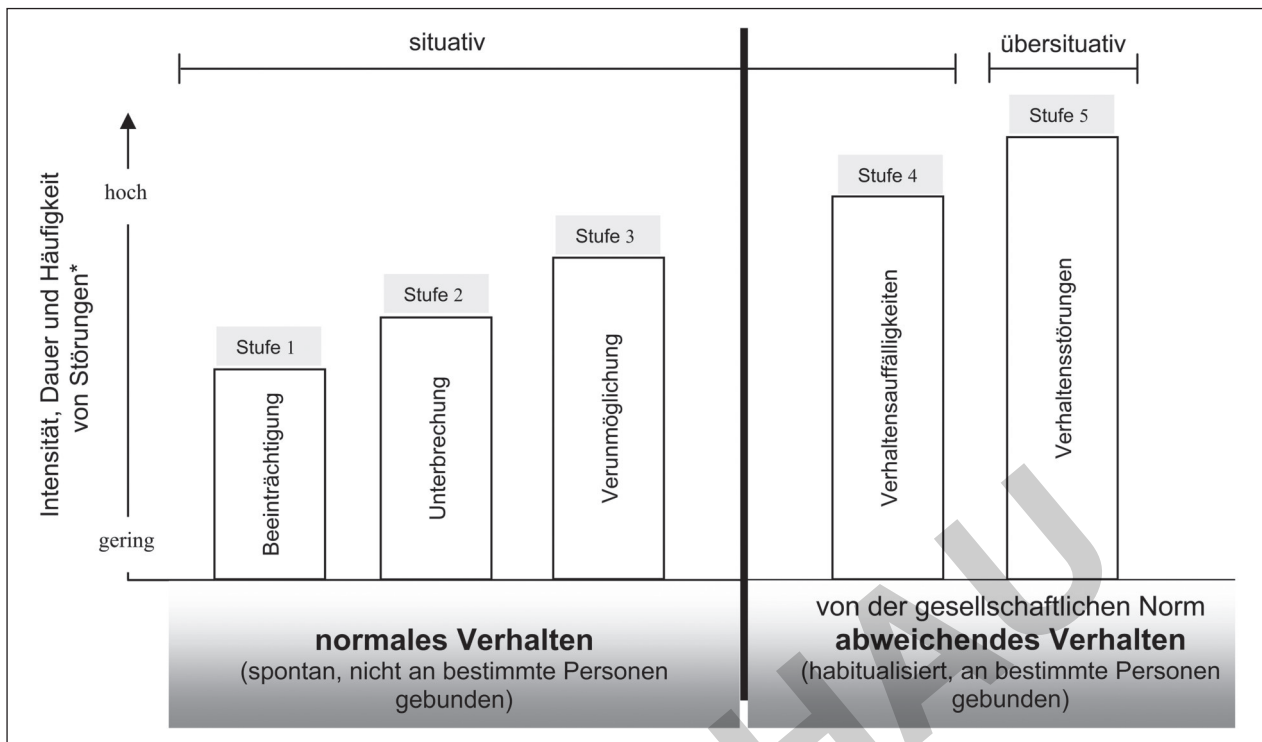 situativ
übersituativ
Intensität, Dauer und Häufigkeit
von Störungen*
hoch
gering
Stufe 1
Beeinträchtigung
Stufe 2
Unterbrechung
Stufe 3
Verunmöglichung
Stufe 4
Verhaltensauffälligkeiten
Stufe 5
Verhaltensstörungen
normales Verhalten
(spontan, nicht an bestimmte Personen
gebunden)
von der gesellschaftlichen Norm
abweichendes Verhalten
(habitualisiert, an bestimmte Personen
gebunden)
HAU